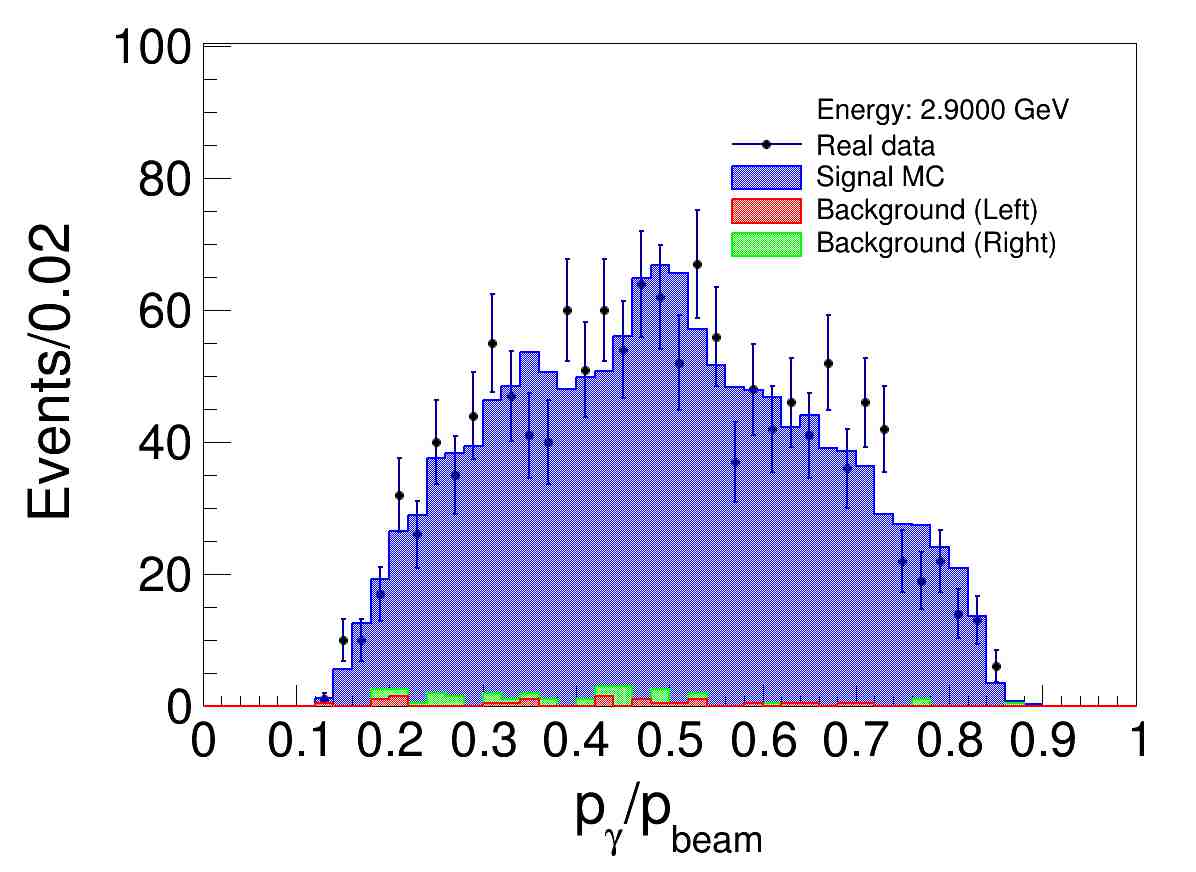 100
80
60
40
20
0
Events/0.02
Energy: 2.9000 GeV
Real data
Signal MC
Background (Left)
Background (Right)
0 0.1 0.2 0.3 0.4 0.5 0.6 0.7 0.8 0.9 1
pγ/pbeam